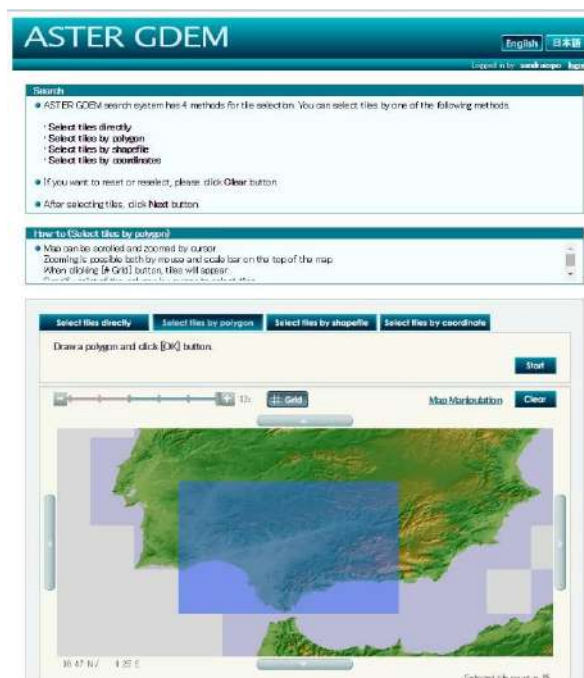 ASTER GDEM
English 日本語
Logged in by
Search
ASTER GDEM search system has 4 methods for tile selection. You can select tiles by one of the following methods.
· Select tiles directly
· Select tiles by polygon
· Select tiles by shapefile
· Select tiles by coordinates
If you want to reset or reselect, please click Clear button
After selecting tiles, click Next button
How to (Select tiles by polygon)
Map can be scrolled and zoomed by cursor
Zooming is possible both by mouse and scale bar on the top of the map
When clicking [# Grid] button, tiles will appear
Select tiles directly Select tiles by polygon Select tiles by shapefile Select tiles by coordinate
Draw a polygon and click [OK] button.
Start
# Grid Map Manipulation Clear